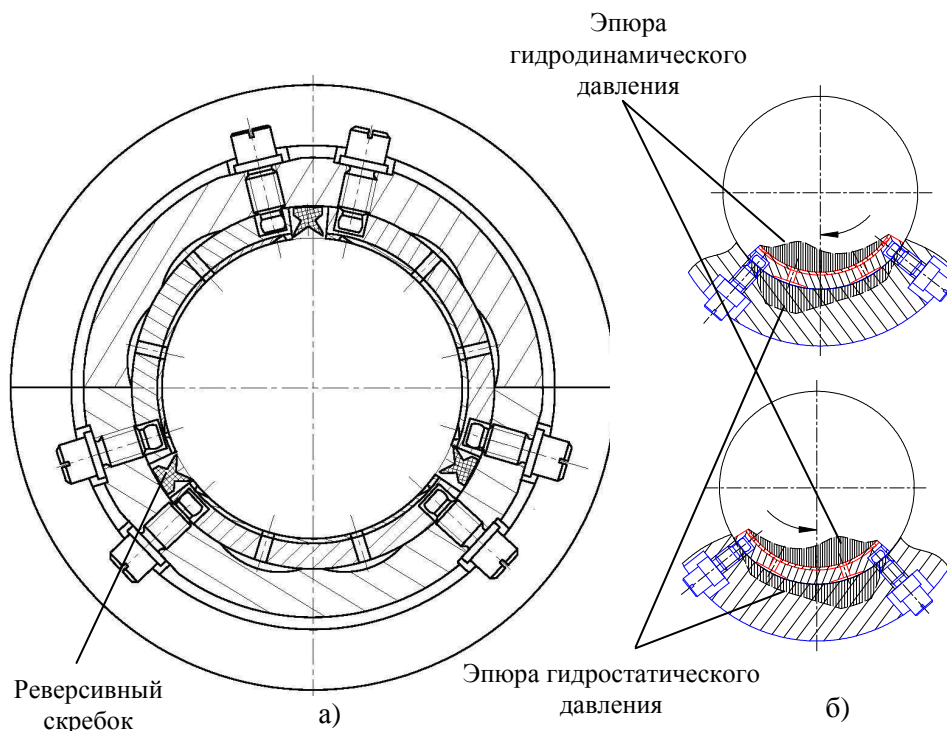 Эпюра
гидродинамического
давления
Реверсивный
скребок
а)
Эпюра гидростатического
давления
б)